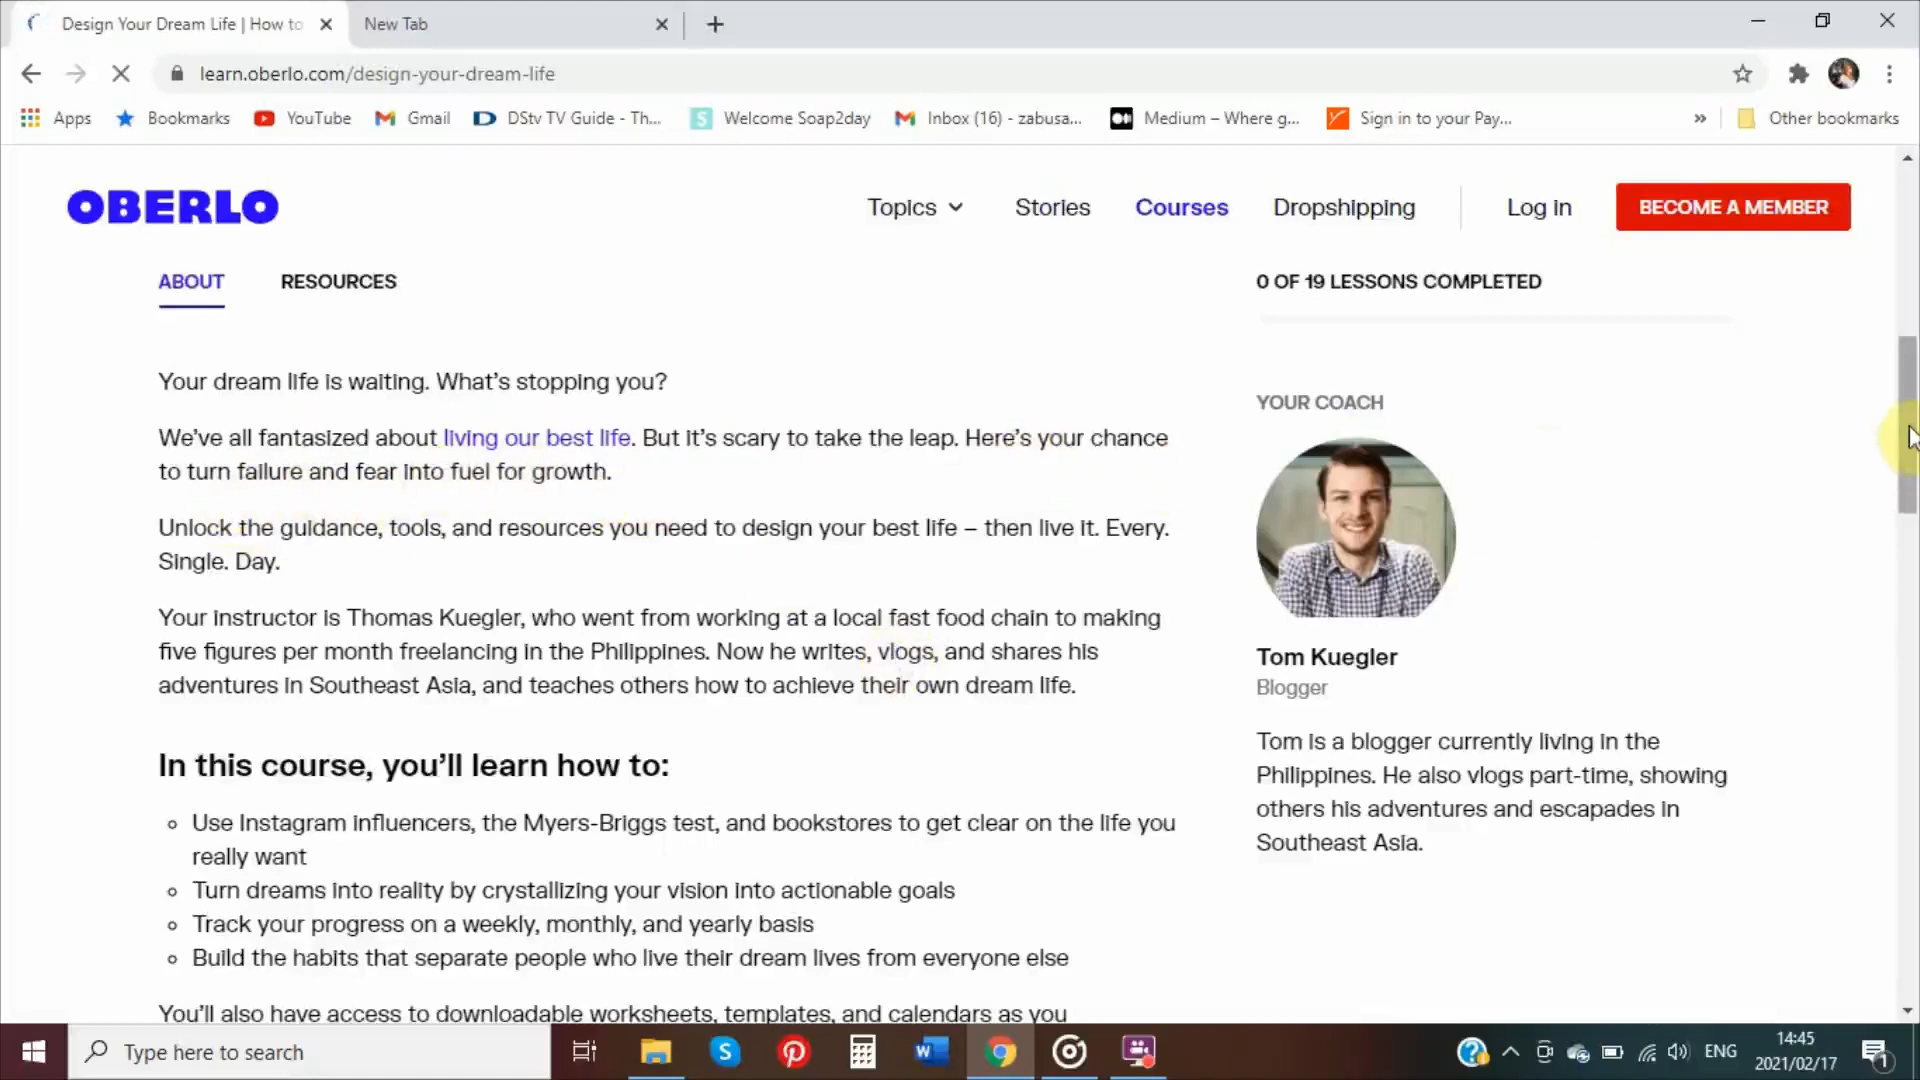 Design Your Dream Life | How to
New Tab
learn.oberlo.com/design-your-dream-life
Apps
Bookmarks
YouTube
Gmail
DStv TV Guide - Th...
Welcome Soap2day
Inbox (16) - zabusa...
Medium – Where g...
Sign in to your Pay...
»
Other bookmarks
OBERLO
Topics
Stories
Courses
Dropshipping
Log in
BECOME A MEMBER
ABOUT
RESOURCES
0 OF 19 LESSONS COMPLETED
Your dream life is waiting. What’s stopping you?
We’ve all fantasized about living our best life. But it’s scary to take the leap. Here’s your chance
to turn failure and fear into fuel for growth.
Unlock the guidance, tools, and resources you need to design your best life – then live it. Every.
Single. Day.
Your instructor is Thomas Kuegler, who went from working at a local fast food chain to making
five figures per month freelancing in the Philippines. Now he writes, vlogs, and shares his
adventures in Southeast Asia, and teaches others how to achieve their own dream life.
In this course, you’ll learn how to:
Use Instagram influencers, the Myers-Briggs test, and bookstores to get clear on the life you
really want
Turn dreams into reality by crystallizing your vision into actionable goals
Track your progress on a weekly, monthly, and yearly basis
Build the habits that separate people who live their dream lives from everyone else
You’ll also have access to downloadable worksheets, templates, and calendars as you
YOUR COACH
Tom Kuegler
Blogger
Tom is a blogger currently living in the
Philippines. He also vlogs part-time, showing
others his adventures and escapades in
Southeast Asia.
Type here to search
ENG
14:45
2021/02/17
1